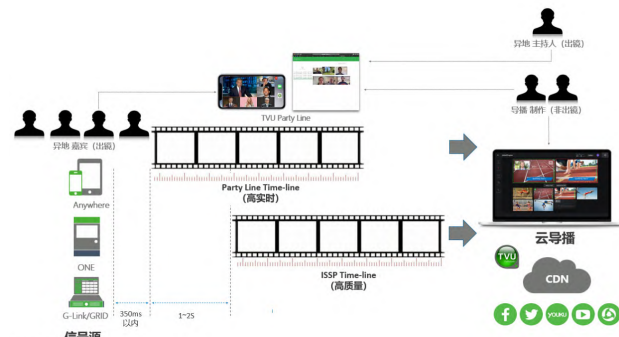 异地 主持人（出镜）
TVU Party Line
导播 制作（非出镜）
异地 嘉宾（出镜）
Party Line Time-line
(高实时)
Anywhere
云导播
ONE
ISSP Time-line
(高质量)
TVU
CDN
G-Link/GRID
350ms
以内
1~2S
YOUKU
信号源